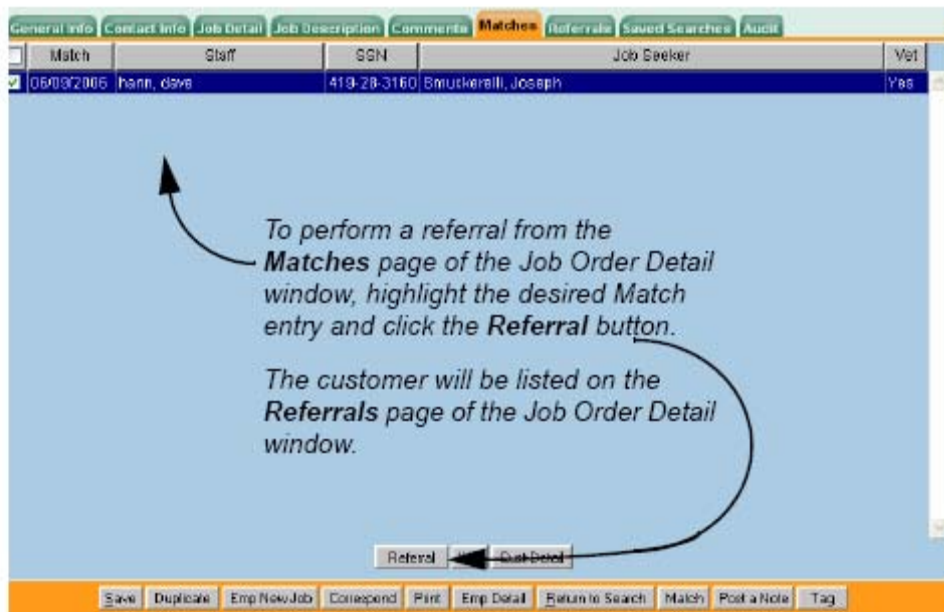 General Info Contact Info Job Detail Job Description Comments Matches Referrals Saved Searches Audit
Match Staff SSN Job Seeker Vet
06/09/2006 hann, dave 419-28-3160 Smuckerelli, Joseph Yes
To perform a referral from the
Matches page of the Job Order Detail
window, highlight the desired Match
entry and click the Referral button.
The customer will be listed on the
Referrals page of the Job Order Detail
window.
Referral Cust Detail
Save Duplicate Emp New Job Correspond Print Emp Detail Return to Search Match Post a Note Tag